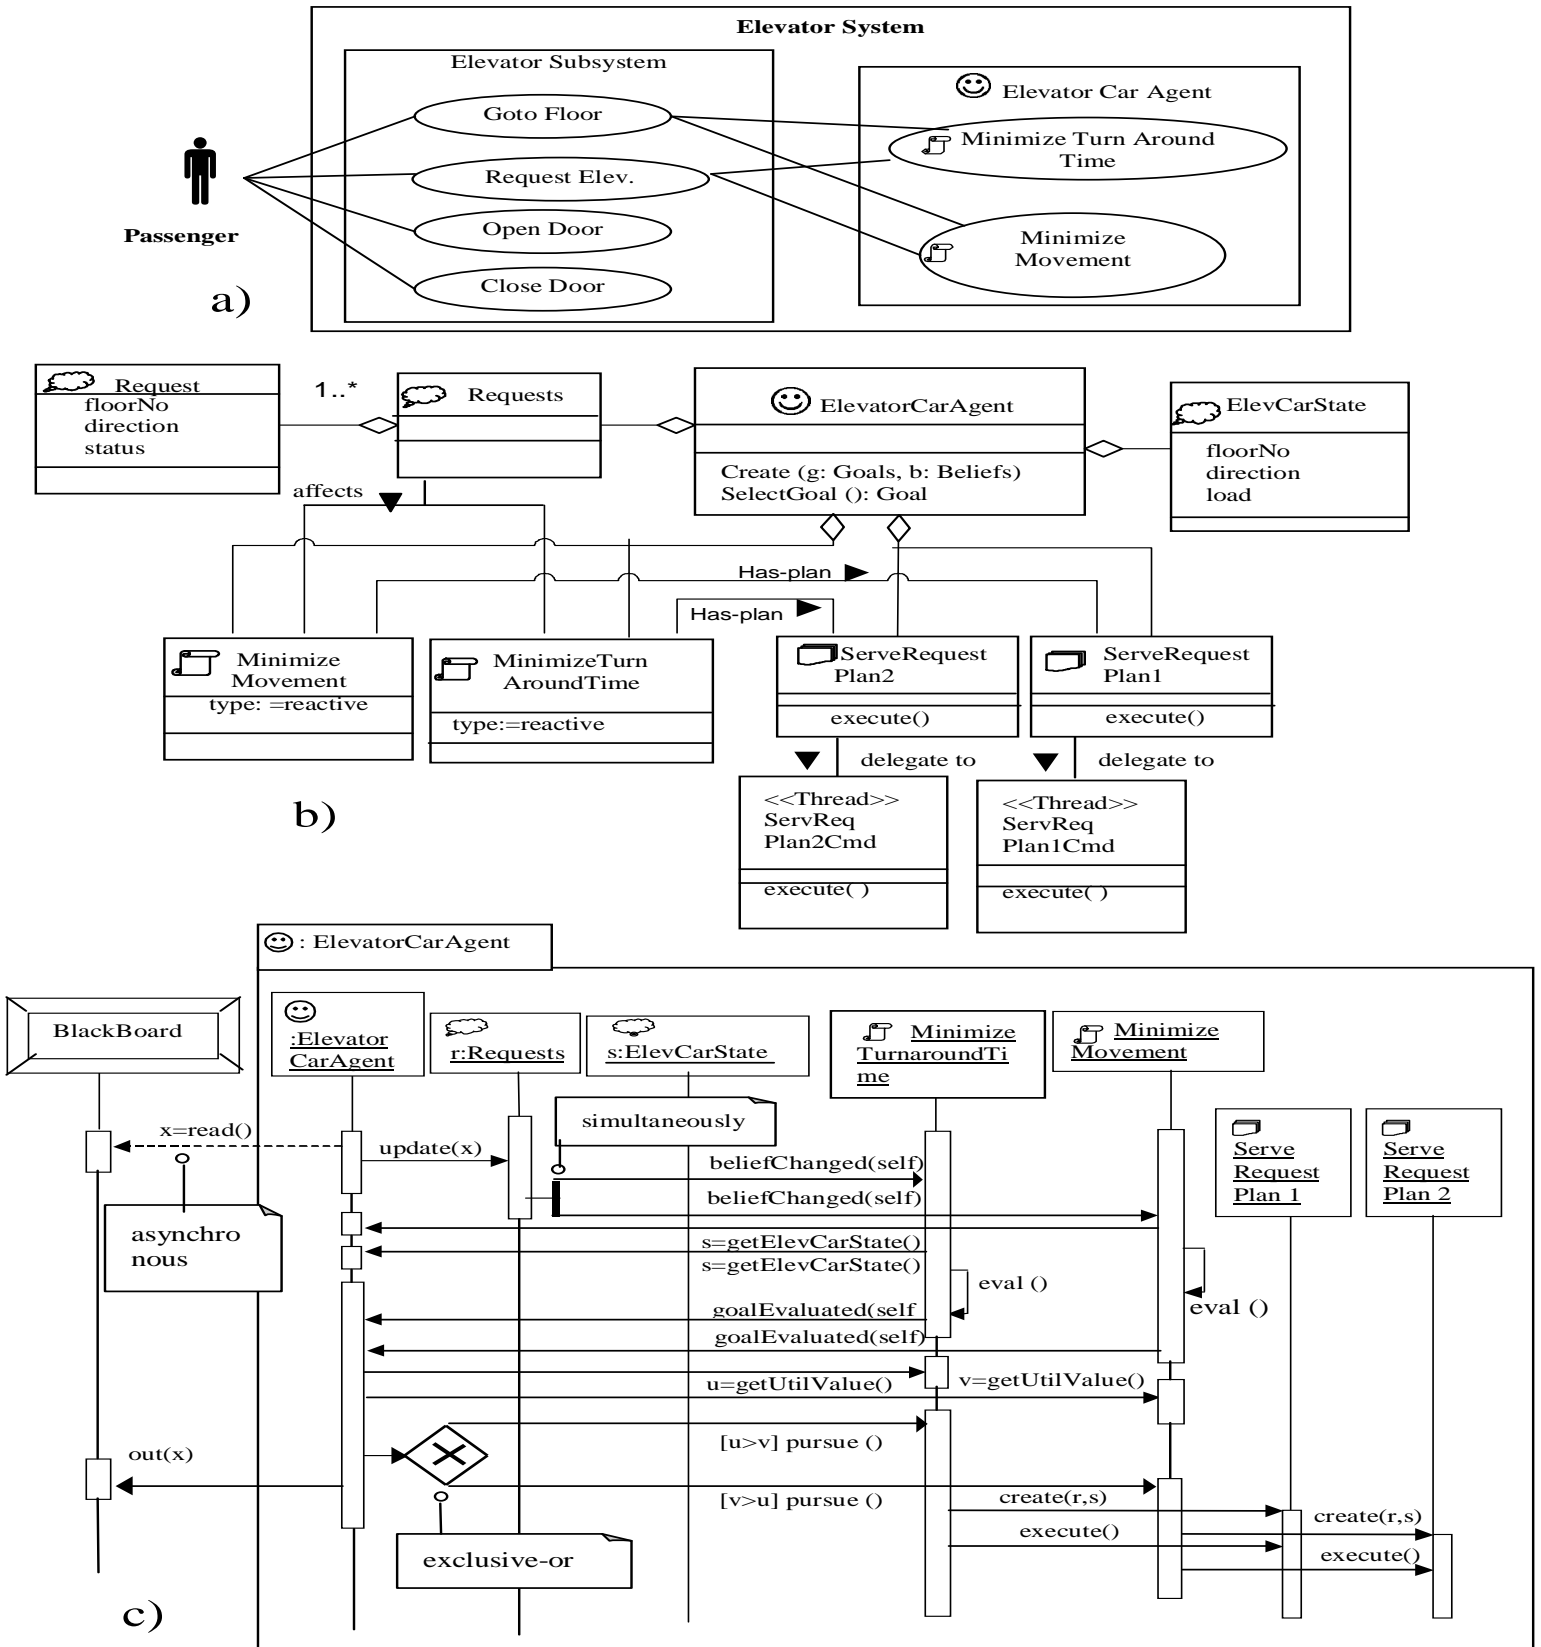 Elevator System
Elevator Subsystem
Elevator Car Agent
Goto Floor
Minimize Turn Around
Time
Request Elev.
Passenger
Open Door
Minimize
Movement
Close Door
a)
Request
floorNo
direction
status
1..*
Requests
ElevatorCarAgent
Create (g: Goals, b: Beliefs)
SelectGoal (): Goal
ElevCarState
floorNo
direction
load
affects
Has-plan
Has-plan
Minimize
Movement
type: =reactive
MinimizeTurn
AroundTime
type:=reactive
ServeRequest
Plan2
execute()
ServeRequest
Plan1
execute()
delegate to
delegate to
<<Thread>>
ServReq
Plan2Cmd
execute( )
<<Thread>>
ServReq
Plan1Cmd
execute( )
b)
: ElevatorCarAgent
BlackBoard
:Elevator
CarAgent
r:Requests
s:ElevCarState
Minimize
TurnaroundTi
me
Minimize
Movement
simultaneously
Serve
Request
Plan 1
Serve
Request
Plan 2
x=read()
update(x)
beliefChanged(self)
beliefChanged(self)
asynchro
nous
s=getElevCarState()
s=getElevCarState()
eval ()
eval ()
goalEvaluated(self
goalEvaluated(self)
u=getUtilValue()
v=getUtilValue()
[u>v] pursue ()
out(x)
[v>u] pursue ()
create(r,s)
execute()
create(r,s)
execute()
exclusive-or
c)